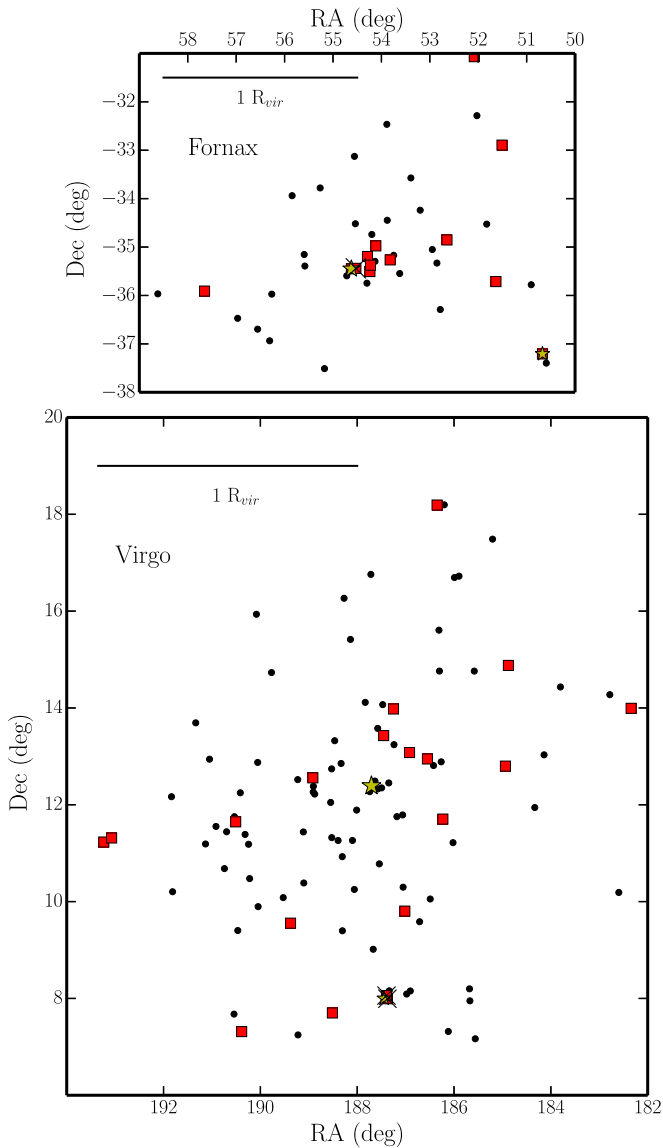 RA (deg)
58 57 56 55 54 53 52 51 50
1 R_vir
Fornax
Dec (deg)
−32
−33
−34
−35
−36
−37
−38
20
18
16
14
12
10
8
1 R_vir
Virgo
Dec (deg)
192 190 188 186 184 182
RA (deg)